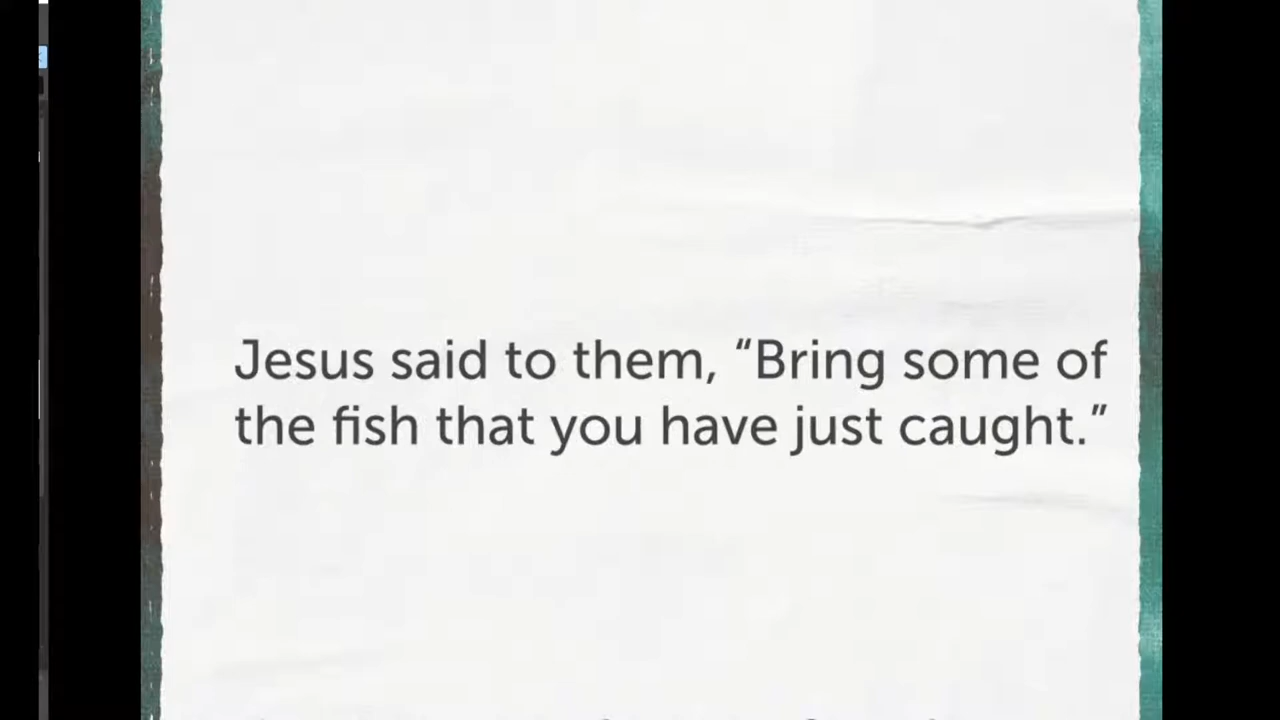 Jesus said to them, “Bring some of
the fish that you have just caught.”